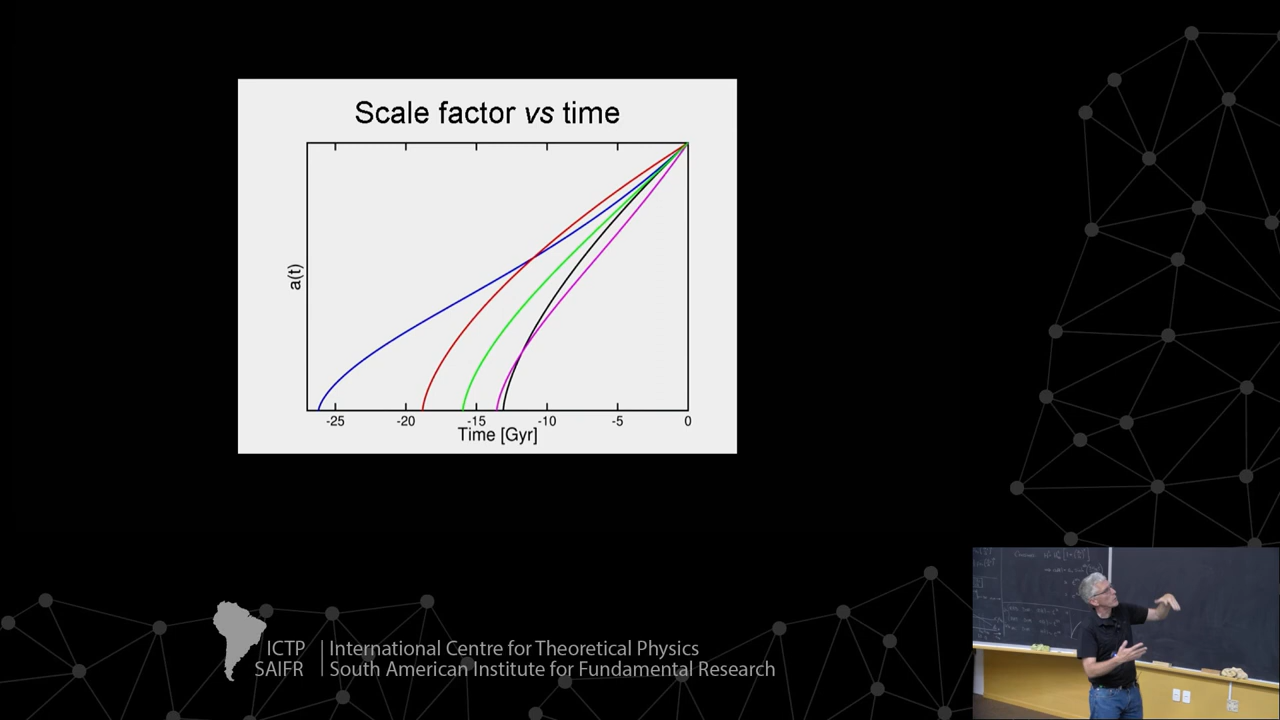 Scale factor vs time
a(t)
-25 -20 -15 -10 -5 0
Time [Gyr]
ICTP International Centre for Theoretical Physics
SAIFR South American Institute for Fundamental Research